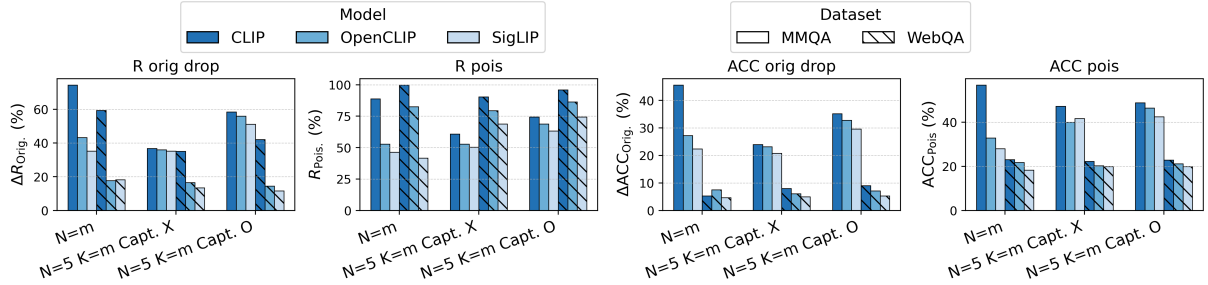 Model
CLIP OpenCLIP SigLIP
Dataset
MMQA WebQA
R orig drop
ΔR_Orig. (%)
60
40
20
0
N=m
N=5 K=m Capt. X
N=5 K=m Capt. O
R pois
R_Pois. (%)
100
75
50
25
0
N=m
N=5 K=m Capt. X
N=5 K=m Capt. O
ACC orig drop
ΔACC_Orig. (%)
40
30
20
10
0
N=m
N=5 K=m Capt. X
N=5 K=m Capt. O
ACC pois
ACC_Pois (%)
40
20
0
N=m
N=5 K=m Capt. X
N=5 K=m Capt. O